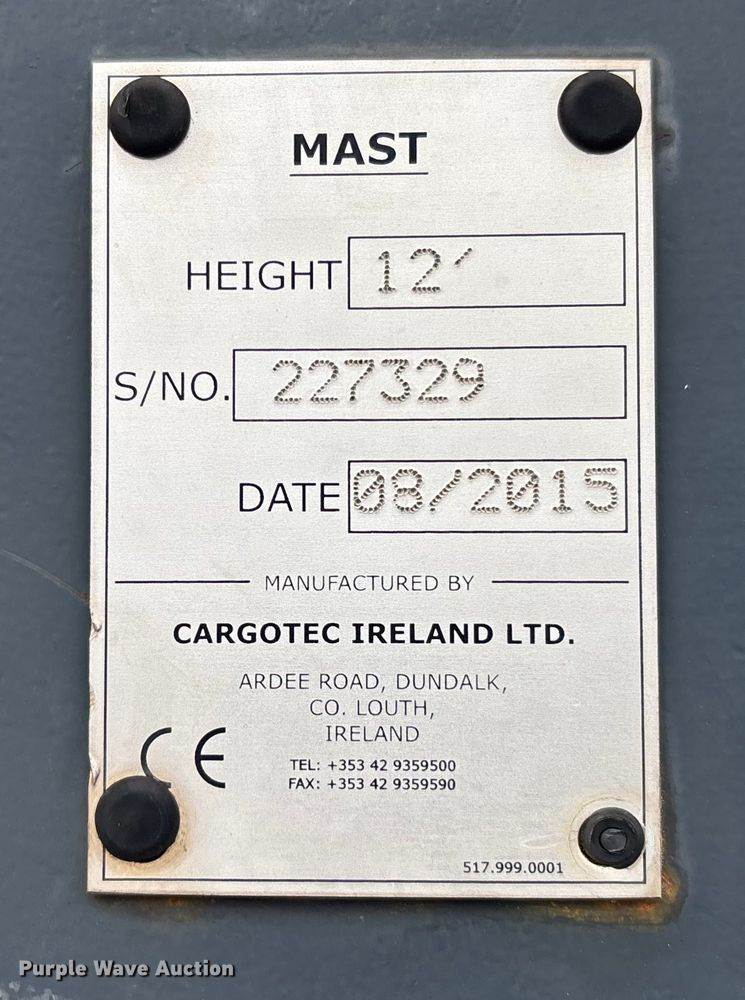 MAST
HEIGHT 12'
S/NO. 227329
DATE 08/2015
MANUFACTURED BY
CARGOTEC IRELAND LTD.
ARDEE ROAD, DUNDALK,
CO. LOUTH,
IRELAND
CE
TEL: +353 42 9359500
FAX: +353 42 9359590
517.999.0001
Purple Wave Auction